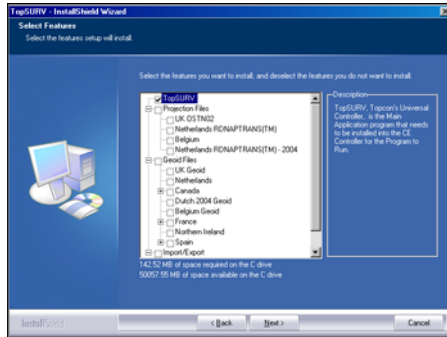 TopSURV - InstallShield Wizard
Select Features
Select the features setup will install.
Select the features you want to install, and deselect the features you do not want to install.
TopSURV
Projection Files
UK OSTN02
Netherlands RDNAPTRANS(TM)
Belgium
Netherlands RDNAPTRANS(TM) - 2004
Geoid Files
UK Geoid
Netherlands
Canada
Dutch 2004 Geoid
Belgium Geoid
France
Northern Ireland
Spain
Import/Export
Description
TopSURV, Topcon's Universal
Controller, is the Main
Application program that needs
to be installed into the CE
Controller for the Program to
Run.
142.52 MB of space required on the C drive
50057.55 MB of space available on the C drive
InstallShield
< Back
Next >
Cancel